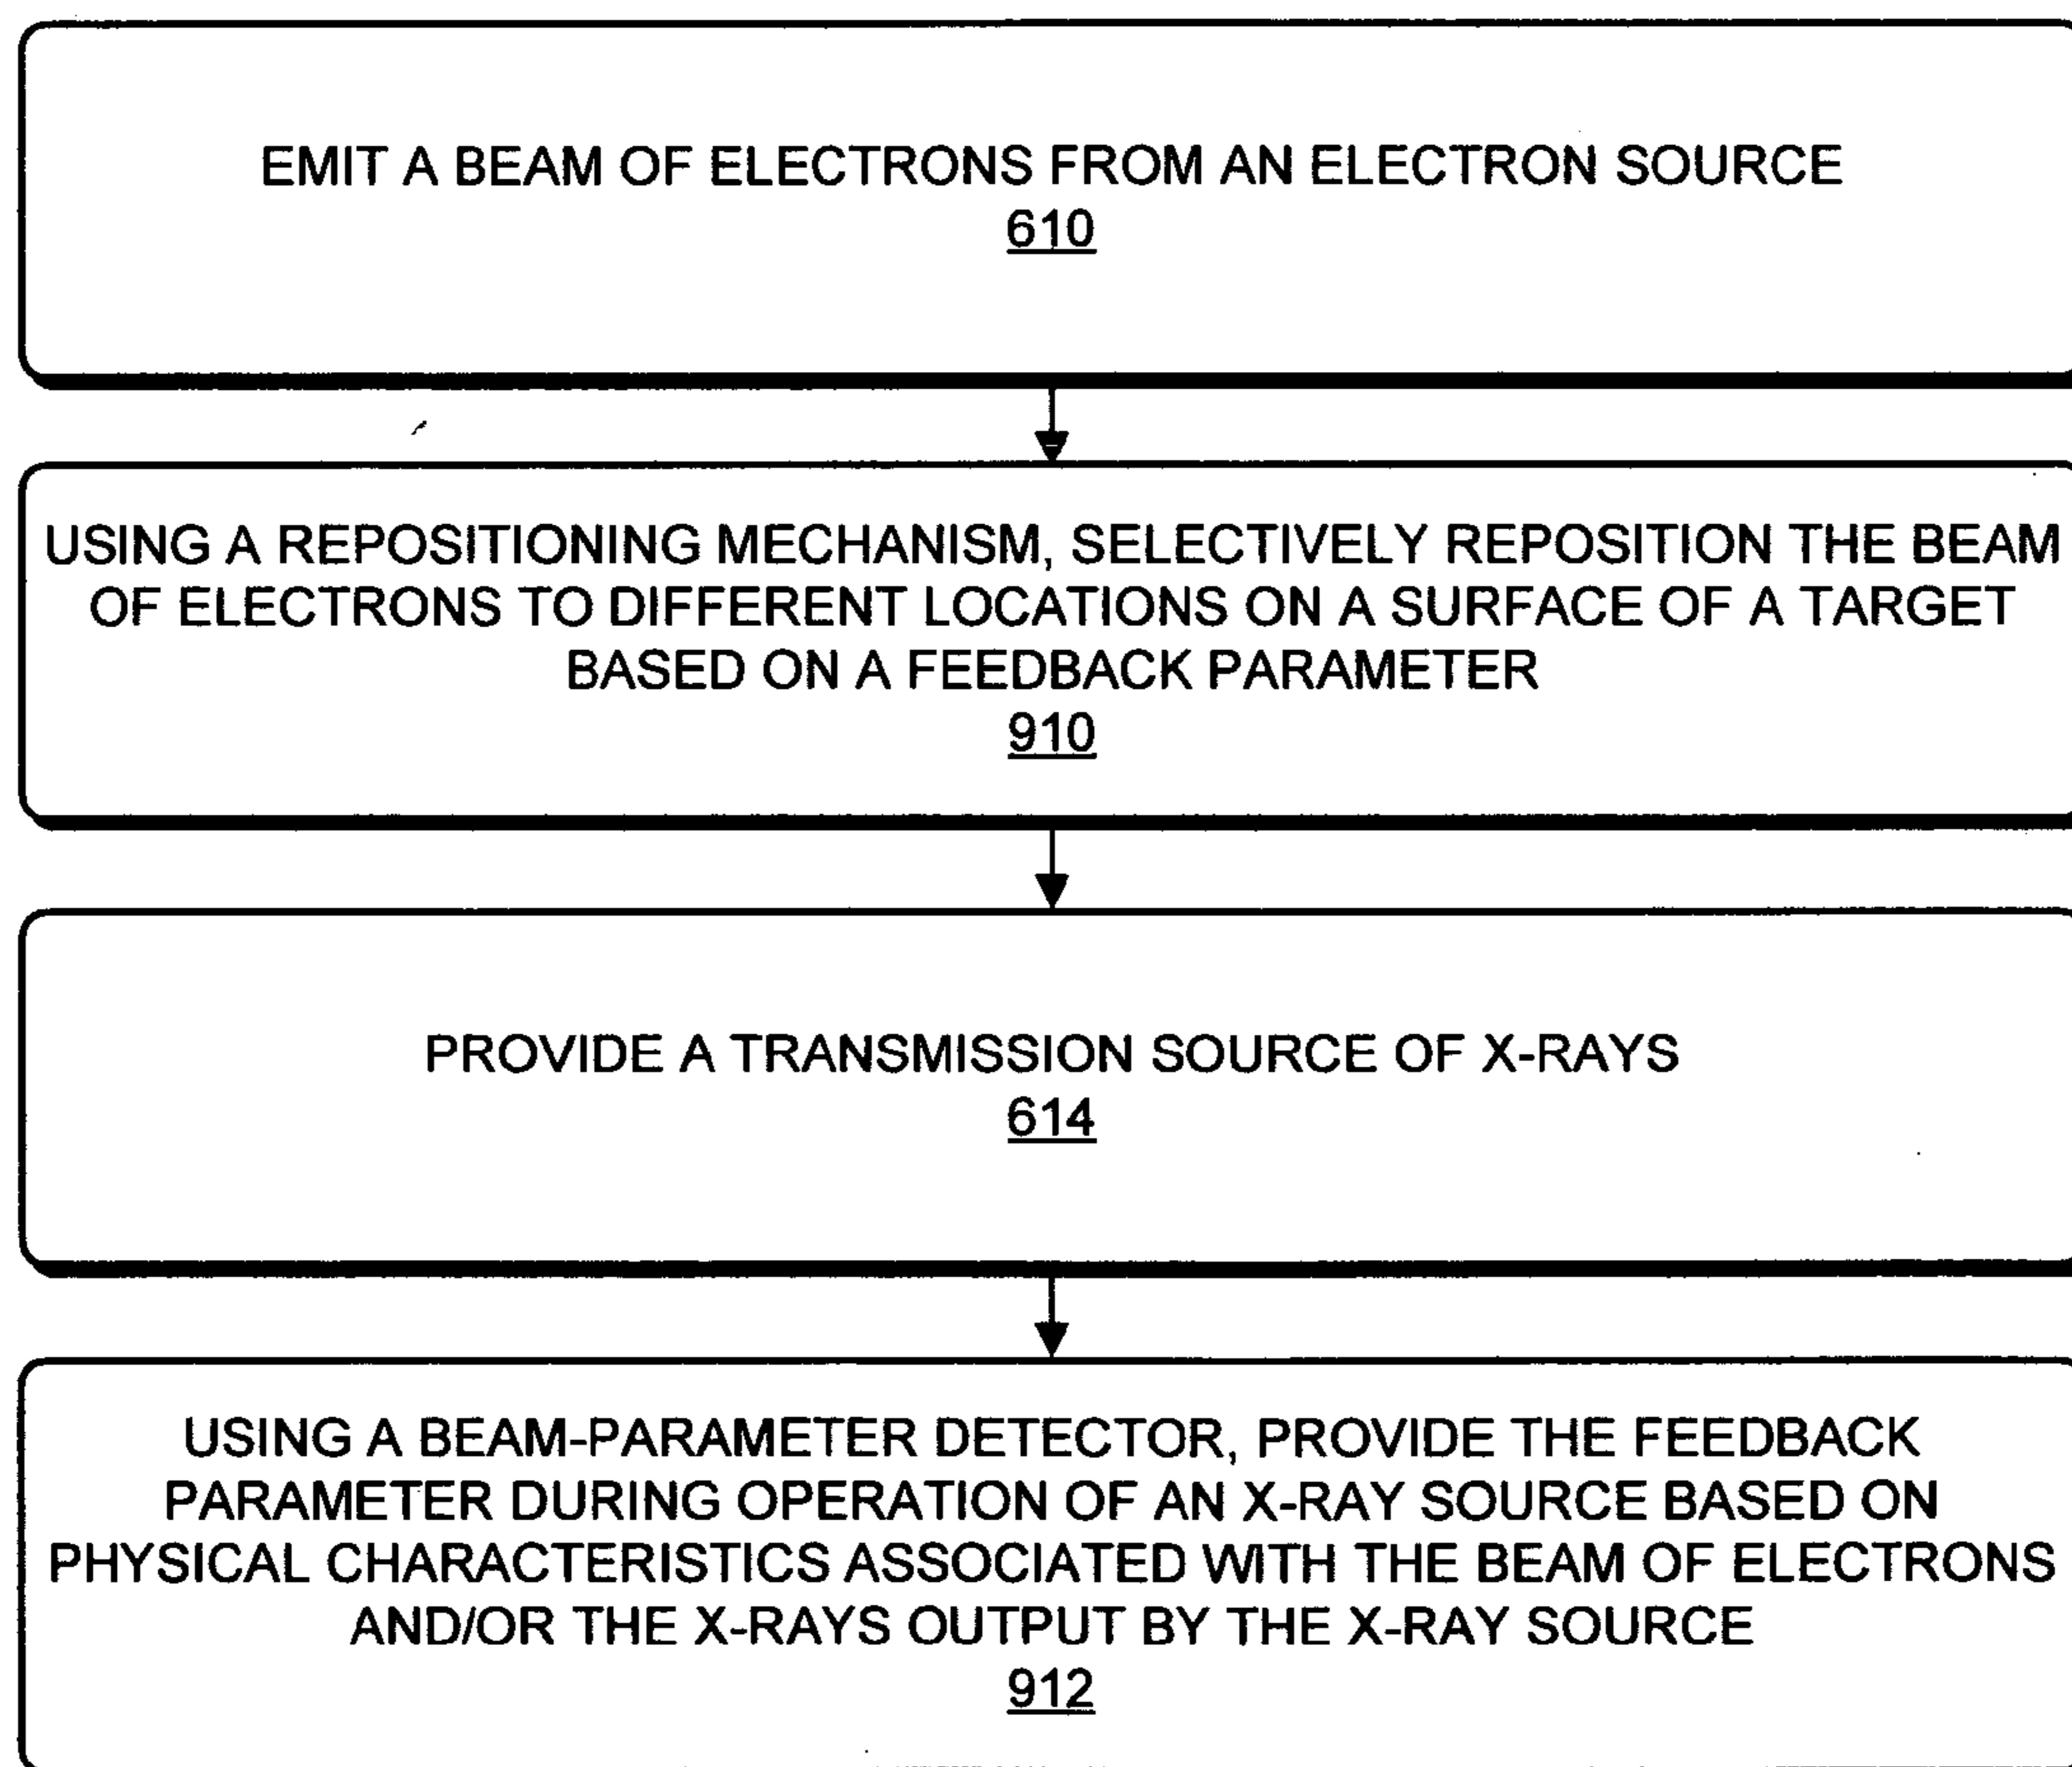 EMIT A BEAM OF ELECTRONS FROM AN ELECTRON SOURCE
610
USING A REPOSITIONING MECHANISM, SELECTIVELY REPOSITION THE BEAM
OF ELECTRONS TO DIFFERENT LOCATIONS ON A SURFACE OF A TARGET
BASED ON A FEEDBACK PARAMETER
910
PROVIDE A TRANSMISSION SOURCE OF X-RAYS
614
USING A BEAM-PARAMETER DETECTOR, PROVIDE THE FEEDBACK
PARAMETER DURING OPERATION OF AN X-RAY SOURCE BASED ON
PHYSICAL CHARACTERISTICS ASSOCIATED WITH THE BEAM OF ELECTRONS
AND/OR THE X-RAYS OUTPUT BY THE X-RAY SOURCE
912